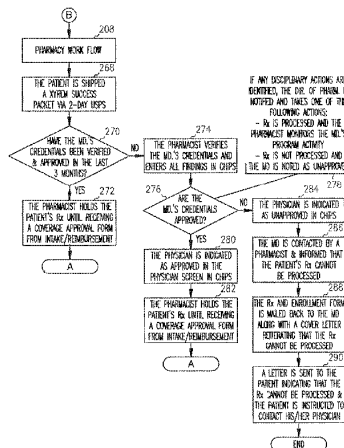 B
208
PHARMACY WORK FLOW
268
THE PATIENT IS SHIPPED
A XYREM SUCCESS
PACKET VIA 2-DAY USPS
270
HAVE THE MD.'S
CREDENTIALS BEEN VERIFIED
& APPROVED IN THE LAST
3 MONTHS?
NO
YES
272
THE PHARMACIST HOLDS THE
PATIENT'S Rx UNTIL RECEIVING
A COVERAGE APPROVAL FORM
FROM INTAKE/REIMBURSEMENT
A
274
THE PHARMACIST VERIFIES
THE MD.'S CREDENTIALS AND
ENTERS ALL FINDINGS IN CHIPS
276
ARE THE
MD.'S CREDENTIALS
APPROVED?
NO
YES
280
THE PHYSICIAN IS INDICATED
AS APPROVED IN THE
PHYSICIAN SCREEN IN CHIPS
282
THE PHARMACIST HOLDS THE
PATIENT'S Rx UNTIL RECEIVING
A COVERAGE APPROVAL FORM
FROM INTAKE/REIMBURSEMENT
A
IF ANY DISCIPLINARY ACTIONS ARE
IDENTIFIED, THE DIR. OF PHARM. I
NOTIFIED AND TAKES ONE OF THE
FOLLOWING ACTIONS:
- Rx IS PROCESSED AND THE
PHARMACIST MONITORS THE MD.'S
PROGRAM ACTIVITY
- Rx IS NOT PROCESSED AND
THE MD IS NOTED AS UNAPPROVED
278
284
THE PHYSICIAN IS INDICATED
AS UNAPPROVED IN CHIPS
286
THE MD IS CONTACTED BY A
PHARMACIST & INFORMED THAT
THE PATIENT'S Rx CANNOT
BE PROCESSED
288
THE Rx AND ENROLLMENT FORM
IS MAILED BACK TO THE MD
ALONG WITH A COVER LETTER
REITERATING THAT THE Rx
CANNOT BE PROCESSED
290
A LETTER IS SENT TO THE
PATIENT INDICATING THAT THE
Rx CANNOT BE PROCESSED &
THE PATIENT IS INSTRUCTED TO
CONTACT HIS/HER PHYSICIAN
END